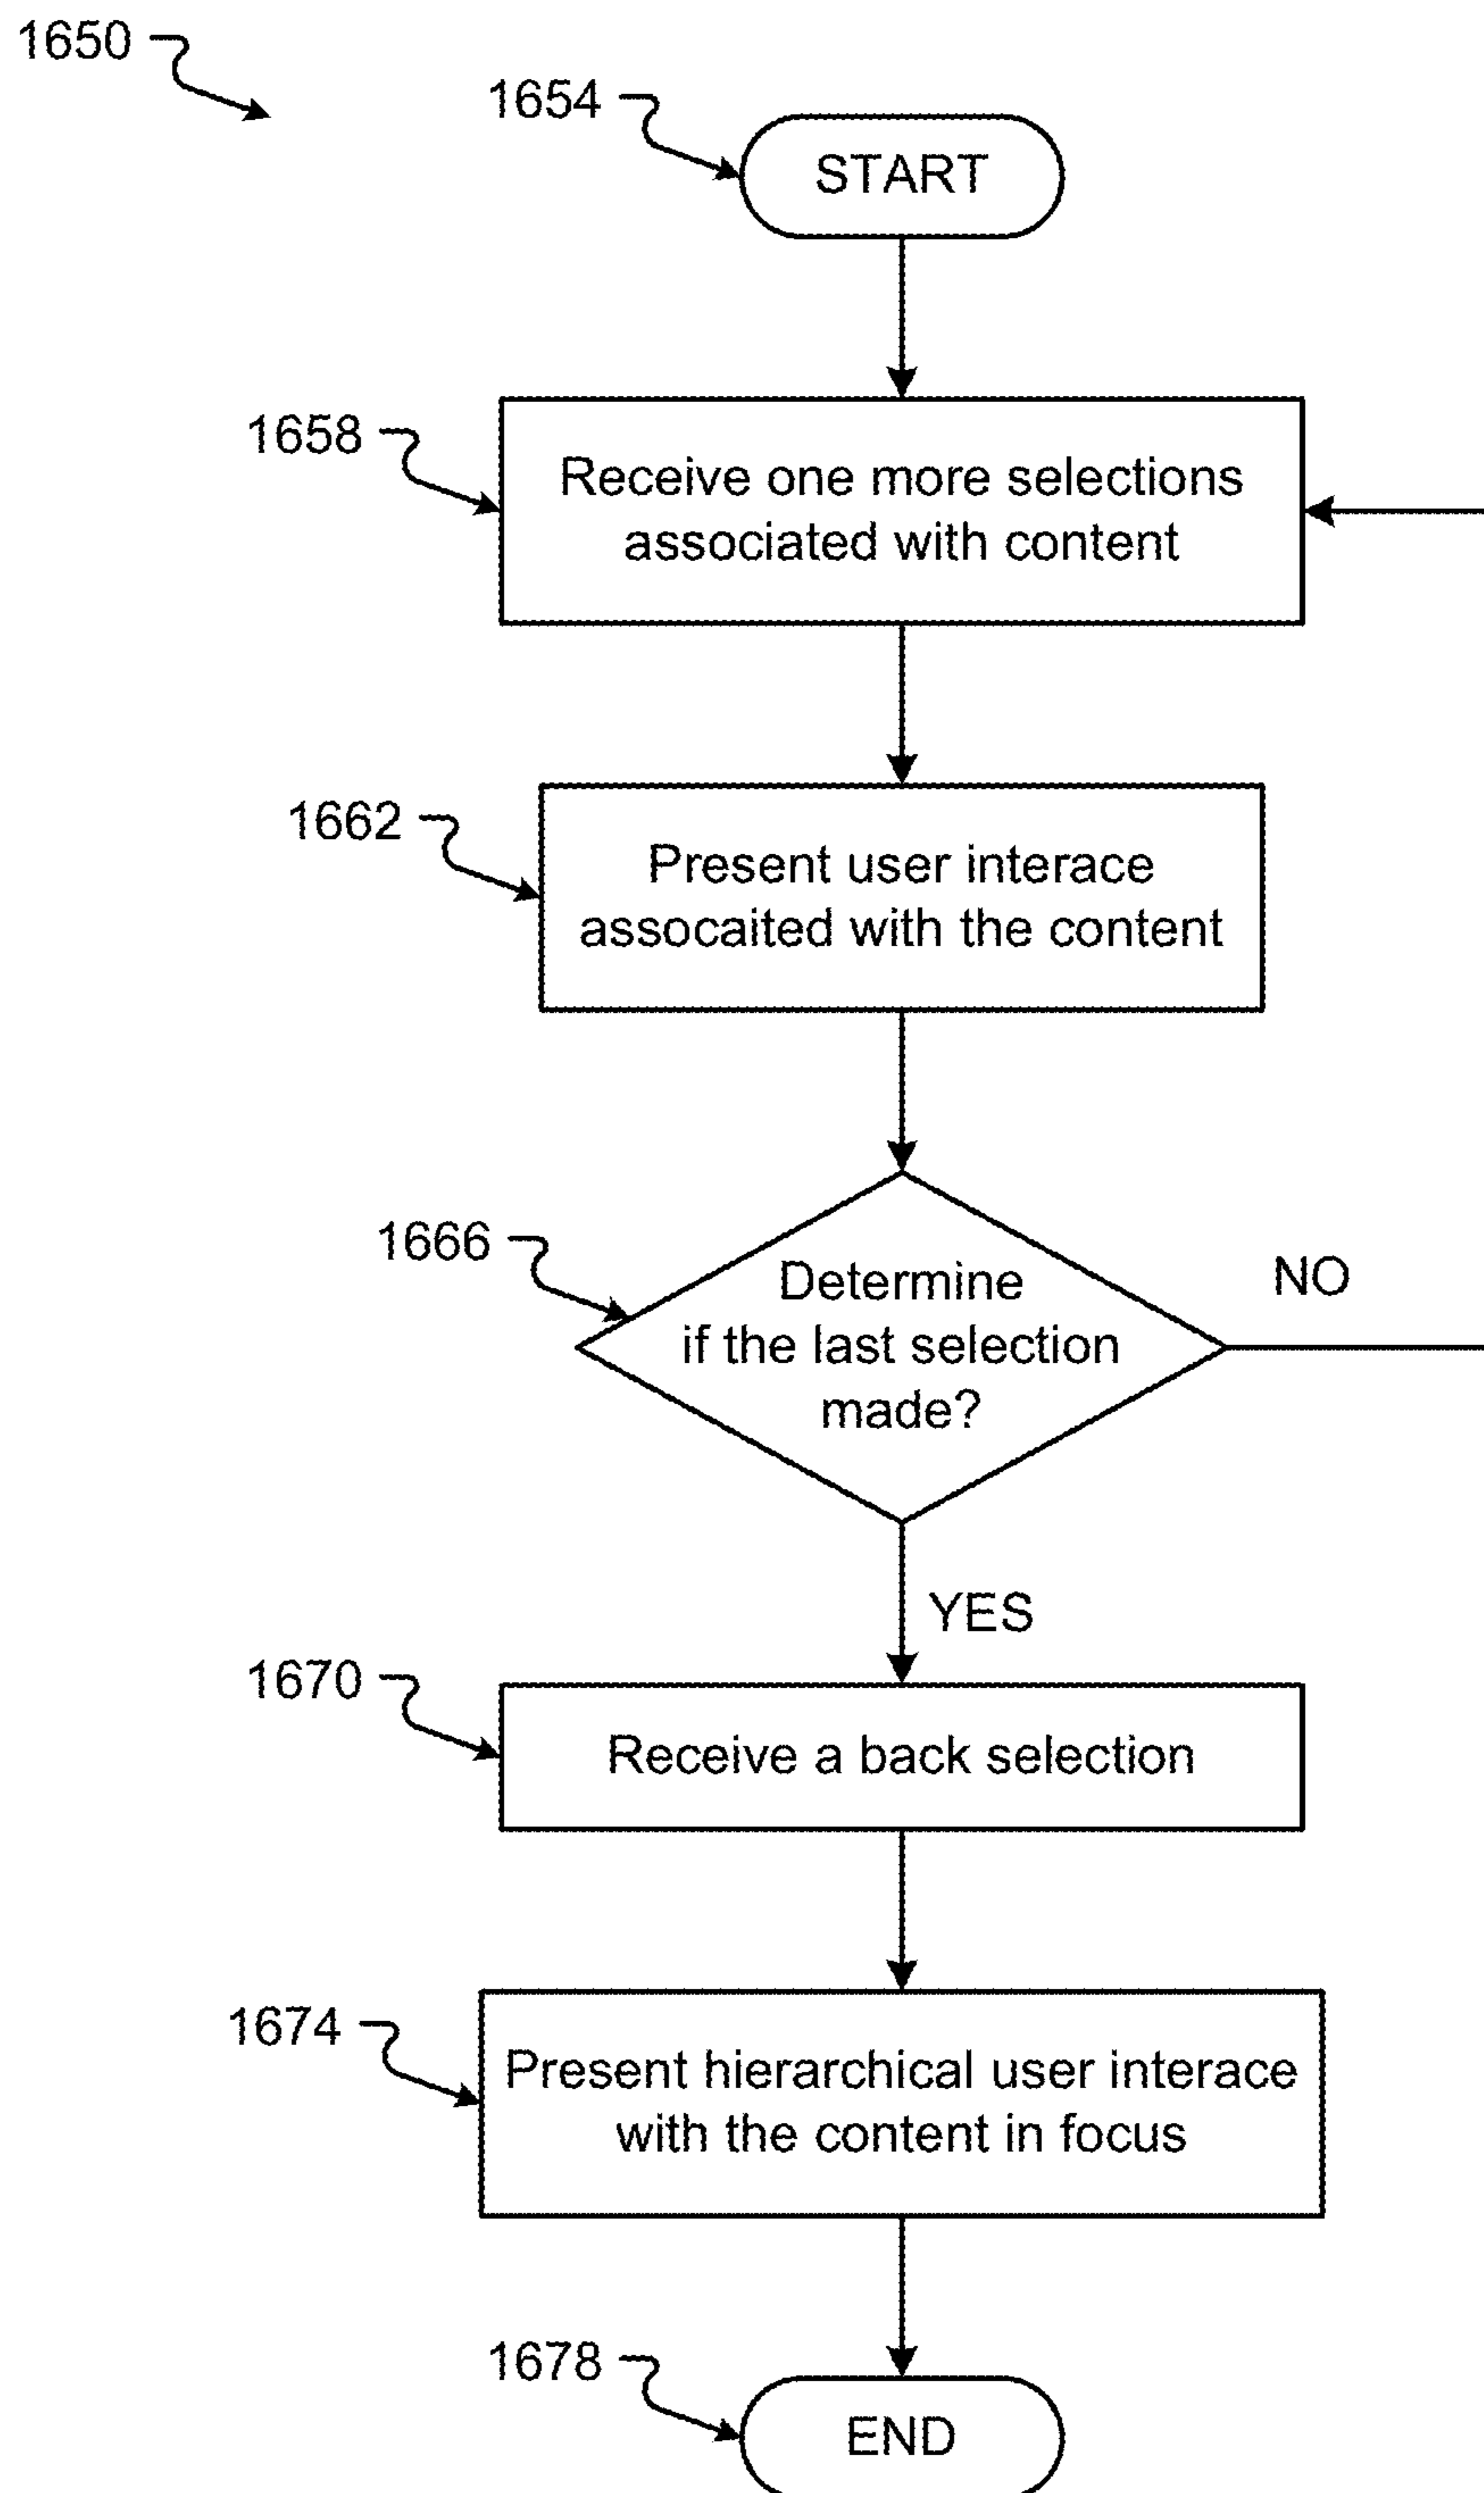 1650
1654
START
1658
Receive one more selections
associated with content
1662
Present user interace
assocaited with the content
1666
Determine
if the last selection
made?
NO
YES
1670
Receive a back selection
1674
Present hierarchical user interace
with the content in focus
1678
END